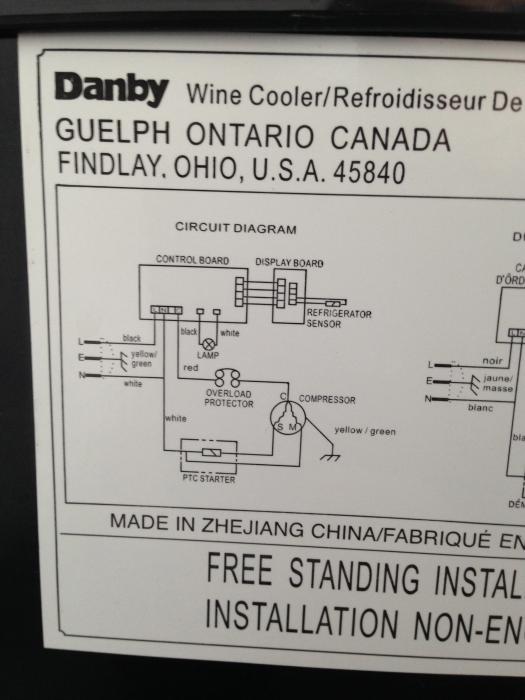 Danby Wine Cooler/Refroidisseur De
GUELPH ONTARIO CANADA
FINDLAY. OHIO, U.S.A. 45840
CIRCUIT DIAGRAM
CONTROL BOARD
DISPLAY BOARD
REFRIGERATOR
SENSOR
L N
black
white
LAMP
L
black
E
yellow/
green
N
white
red
OVERLOAD
PROTECTOR
C
COMPRESSOR
S M
white
yellow / green
PTC STARTER
D'ÔRD
L
noir
E
jaune/
masse
N
blanc
MADE IN ZHEJIANG CHINA/FABRIQUÉ EN
FREE STANDING INSTAL
INSTALLATION NON-EN